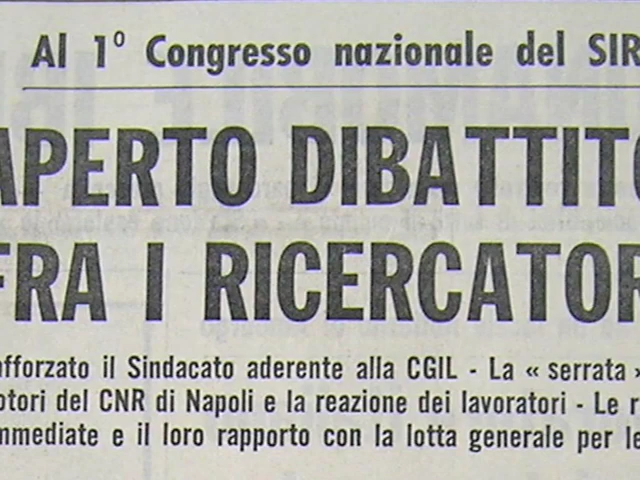 Al 1° Congresso nazionale del SIR
APERTO DIBATTITO
FRA I RICERCATOR
afforzato il Sindacato aderente alla CGIL - La « serrata »
otori del CNR di Napoli e la reazione dei lavoratori - Le r
mmediate e il loro rapporto con la lotta generale per le